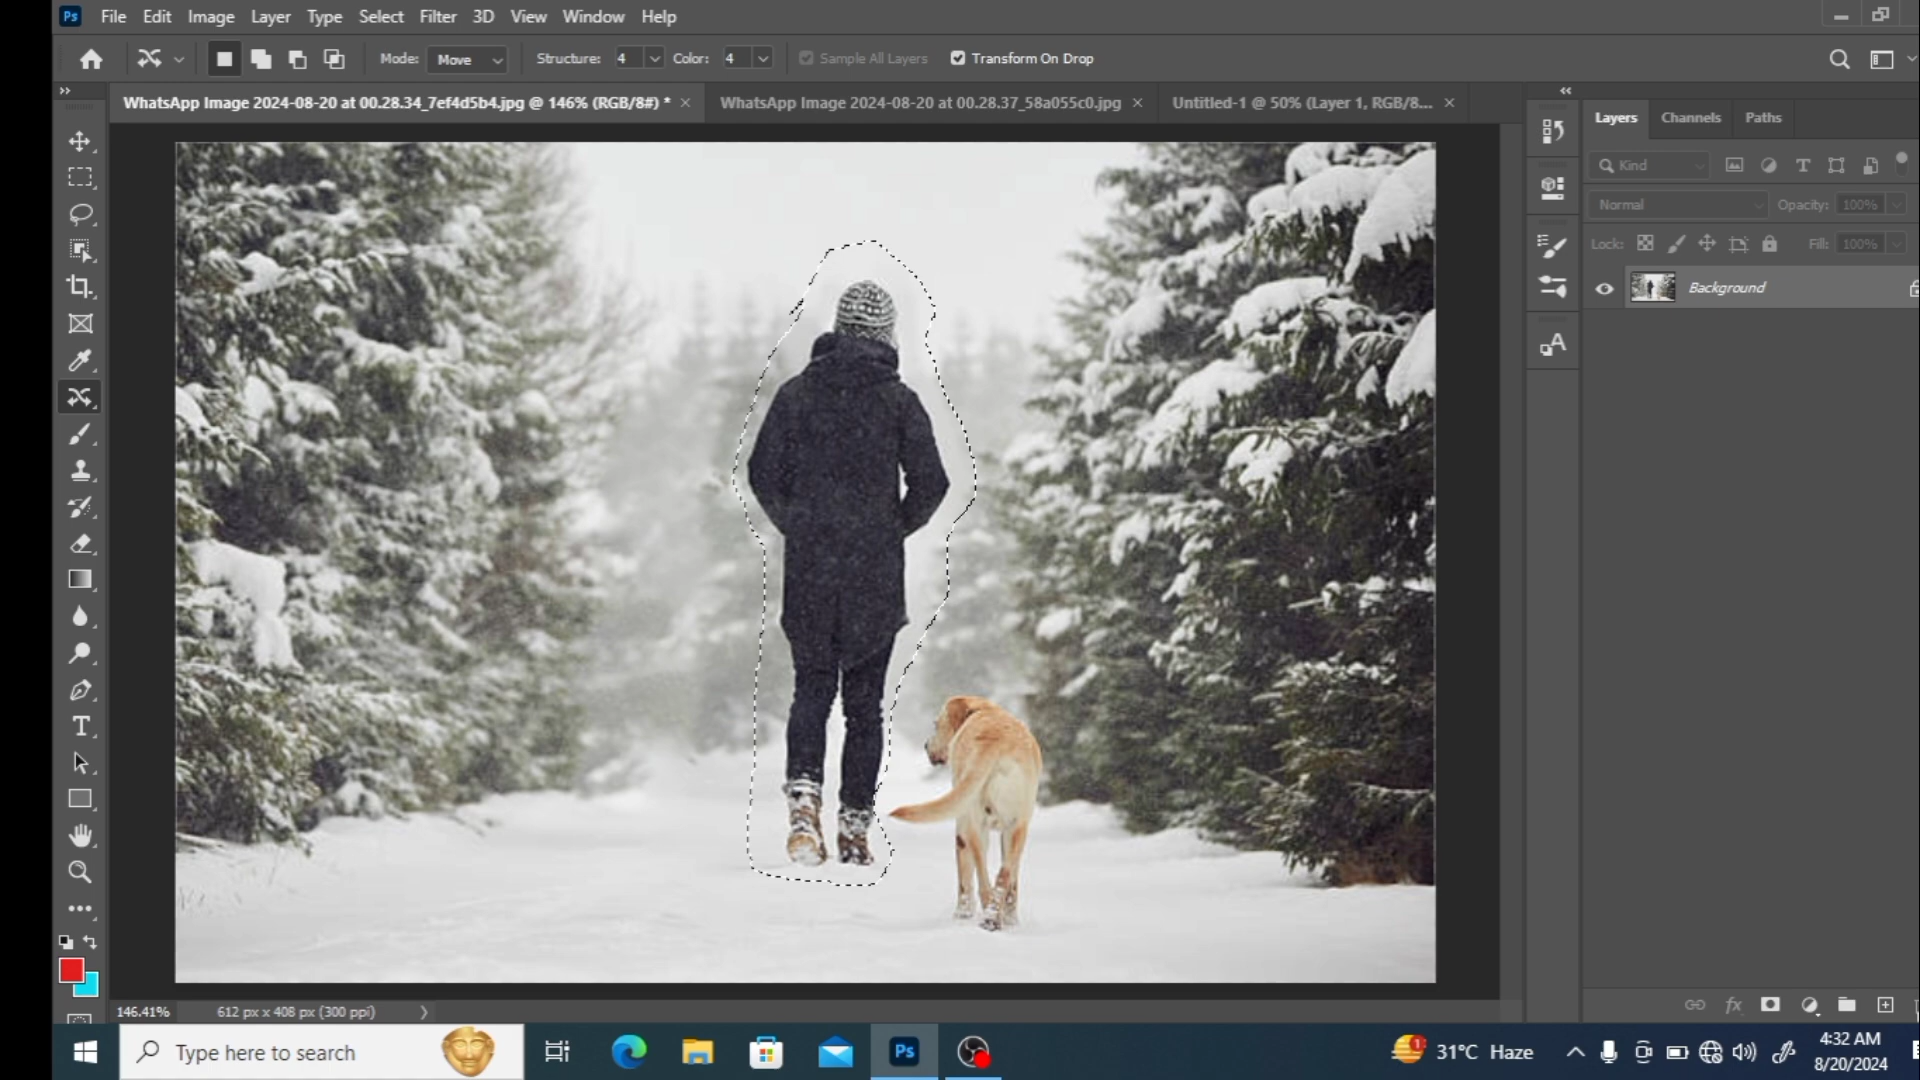 Ps File Edit Image Layer Type Select Filter 3D View Window Help
Mode: Move Structure: 4 Color: 4 Sample All Layers Transform On Drop
WhatsApp Image 2024-08-20 at 00.28.34_7ef4d5b4.jpg @ 146% (RGB/8#) * × WhatsApp Image 2024-08-20 at 00.28.37_58a055c0.jpg × Untitled-1 @ 50% (Layer 1, RGB/8... ×
Layers Channels Paths
Kind
Normal Opacity: 100%
Lock: Fill: 100%
Background
146.41% 612 px x 408 px (300 ppi)
Type here to search
Ps
1 31°C Haze
4:32 AM
8/20/2024